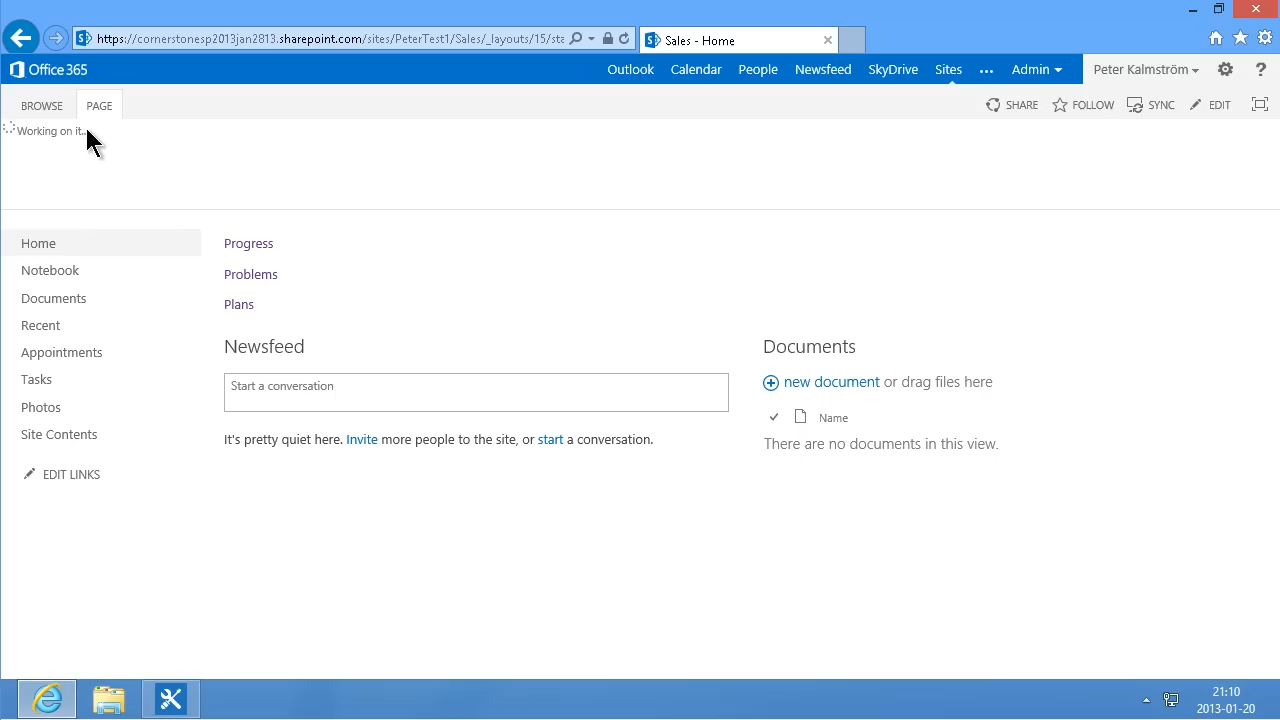 https://cornerstonesp2013jan2813.sharepoint.com/sites/PeterTest1/Sales/_layouts/15/sta
Sales - Home
Office 365
Outlook Calendar People Newsfeed SkyDrive Sites ... Admin Peter Kalmström ?
BROWSE PAGE SHARE FOLLOW SYNC EDIT
Working on it...
Home
Notebook
Documents
Recent
Appointments
Tasks
Photos
Site Contents
EDIT LINKS
Progress
Problems
Plans
Newsfeed
Start a conversation
It's pretty quiet here. Invite more people to the site, or start a conversation.
Documents
new document or drag files here
Name
There are no documents in this view.
21:10
2013-01-20